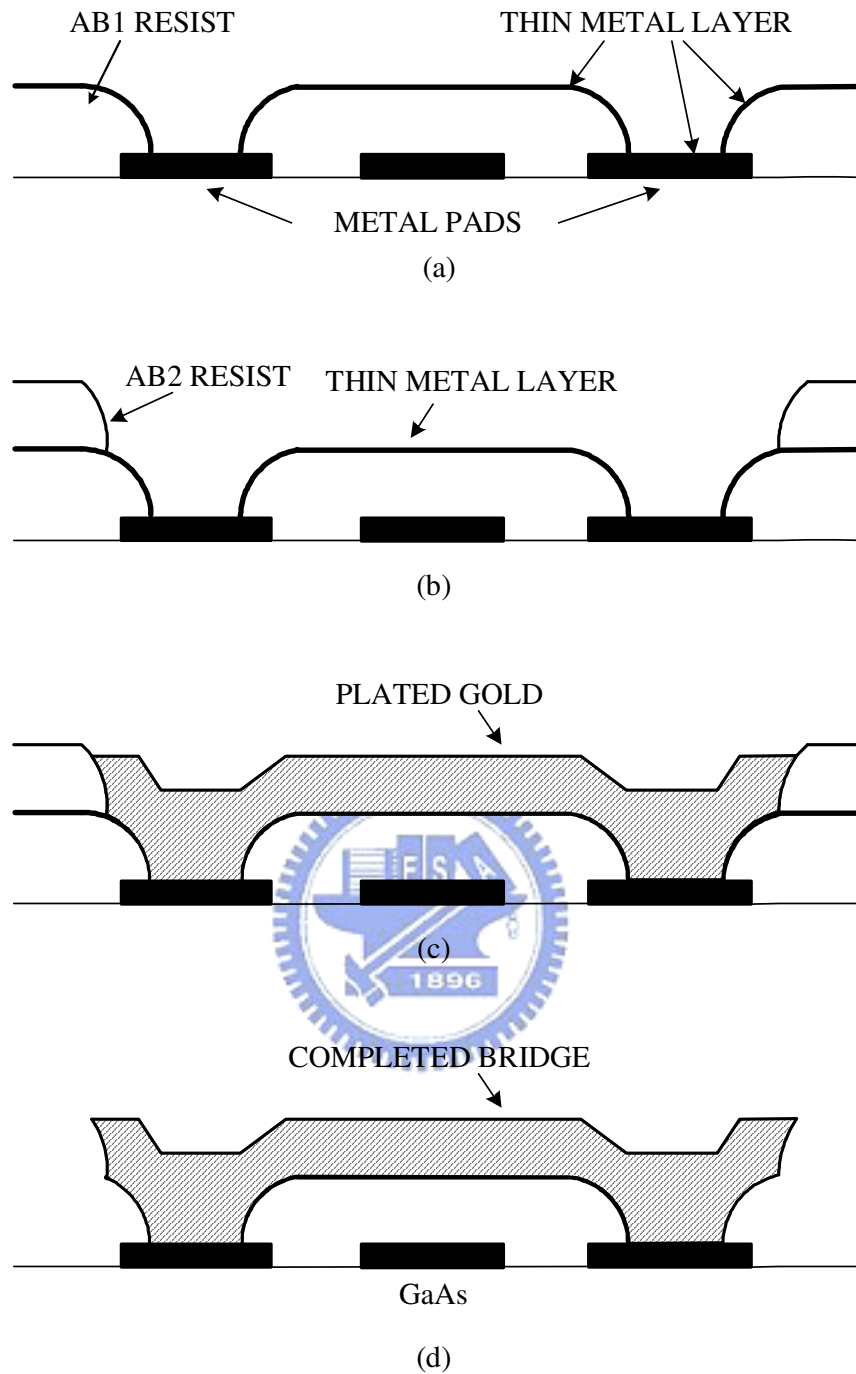 AB1 RESIST
THIN METAL LAYER
METAL PADS
(a)
AB2 RESIST
THIN METAL LAYER
(b)
PLATED GOLD
E S A
(c)
1896
COMPLETED BRIDGE
GaAs
(d)